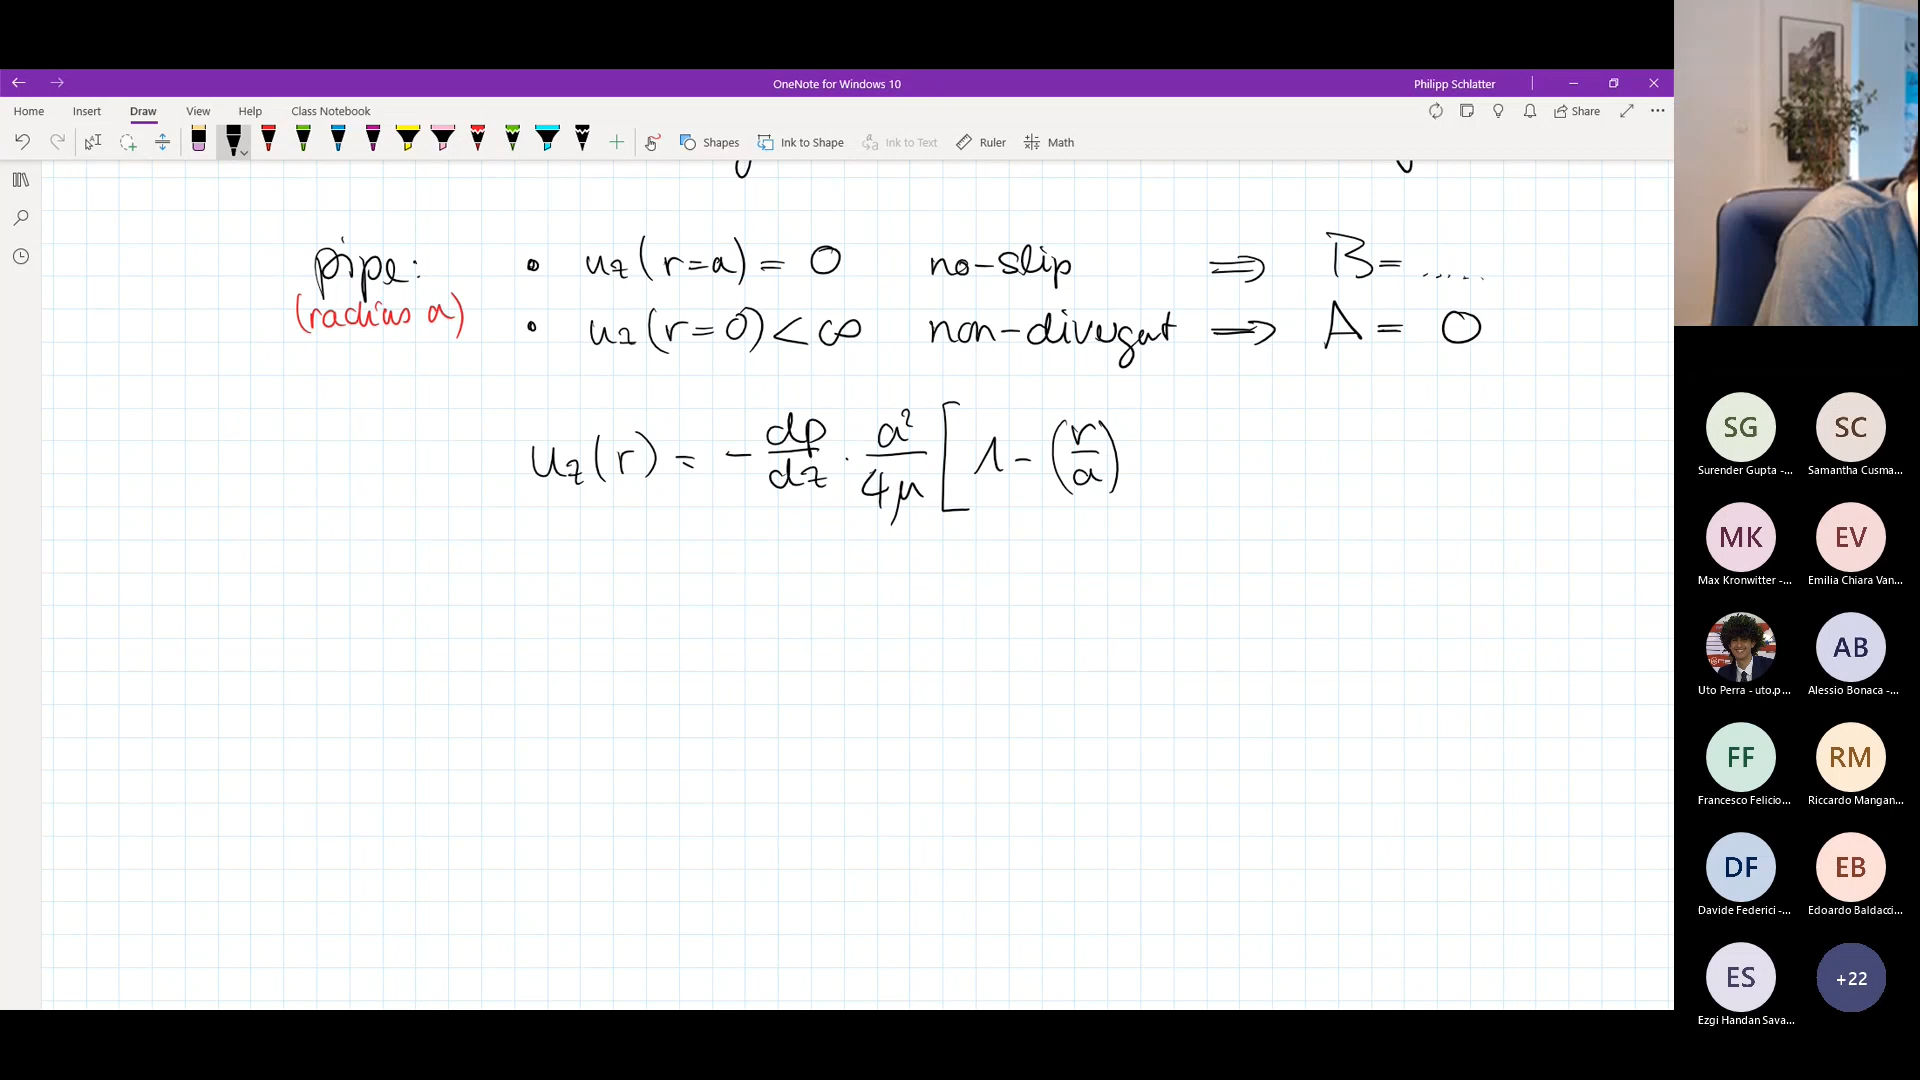 OneNote for Windows 10
Philipp Schlatter
Home Insert Draw View Help Class Notebook
Share
Shapes Ink to Shape Ink to Text Ruler Math
pipe: • u_z(r=a) = 0 no-slip ⇒ B= .....
(radius a) • u_z(r=0) < ∞ non-divergent ⇒ A = 0
u_z(r) = - dp/dz · a²/4μ [ 1 - (r/a)
SG SC
Surender Gupta -... Samantha Cusma...
MK EV
Max Kronwitter -... Emilia Chiara Van...
Uto Perra - uto.p...
AB
Alessio Bonaca -...
FF RM
Francesco Felicio... Riccardo Mangan...
DF EB
Davide Federici -... Edoardo Baldacci...
ES +22
Ezgi Handan Sava...